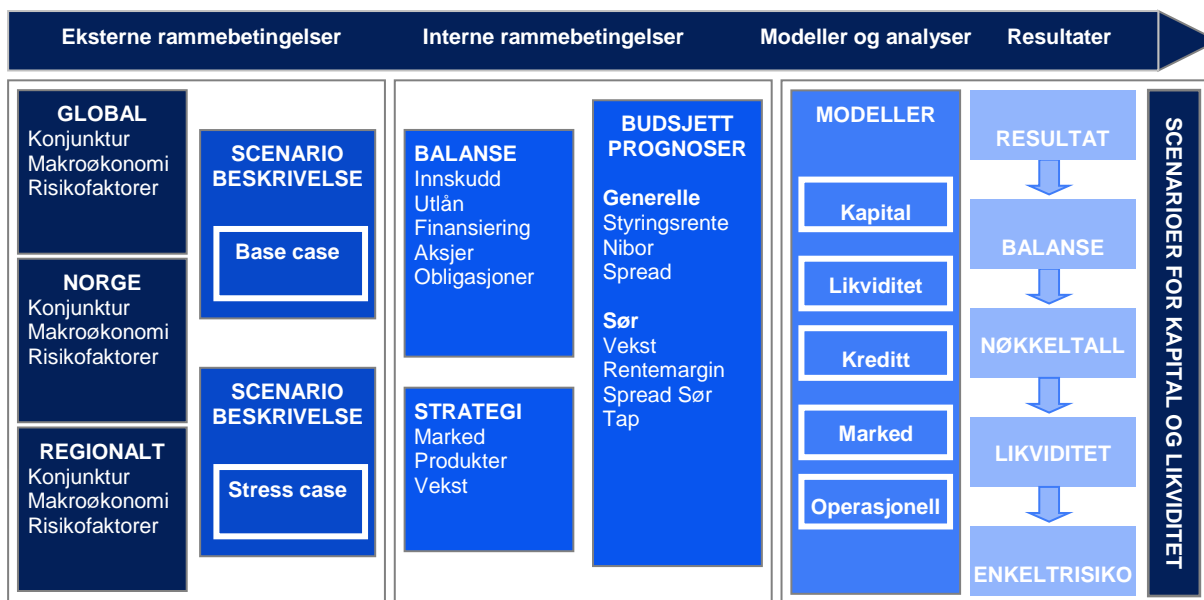 Eksterne rammebetingelser
Interne rammebetingelser
Modeller og analyser
Resultater
GLOBAL
Konjunktur
Makroøkonomi
Risikofaktorer
NORGE
Konjunktur
Makroøkonomi
Risikofaktorer
REGIONALT
Konjunktur
Makroøkonomi
Risikofaktorer
SCENARIO
BESKRIVELSE
Base case
SCENARIO
BESKRIVELSE
Stress case
BALANSE
Innskudd
Utlån
Finansiering
Aksjer
Obligasjoner
STRATEGI
Marked
Produkter
Vekst
BUDSJETT
PROGNOSER
Generelle
Styringsrente
Nibor
Spread
Sør
Vekst
Rentemargin
Spread Sør
Tap
MODELLER
Kapital
Likviditet
Kreditt
Marked
Operasjonell
RESULTAT
BALANSE
NØKKELTALL
LIKVIDITET
ENKELTRISIKO
SCENARIOER FOR KAPITAL OG LIKVIDITET